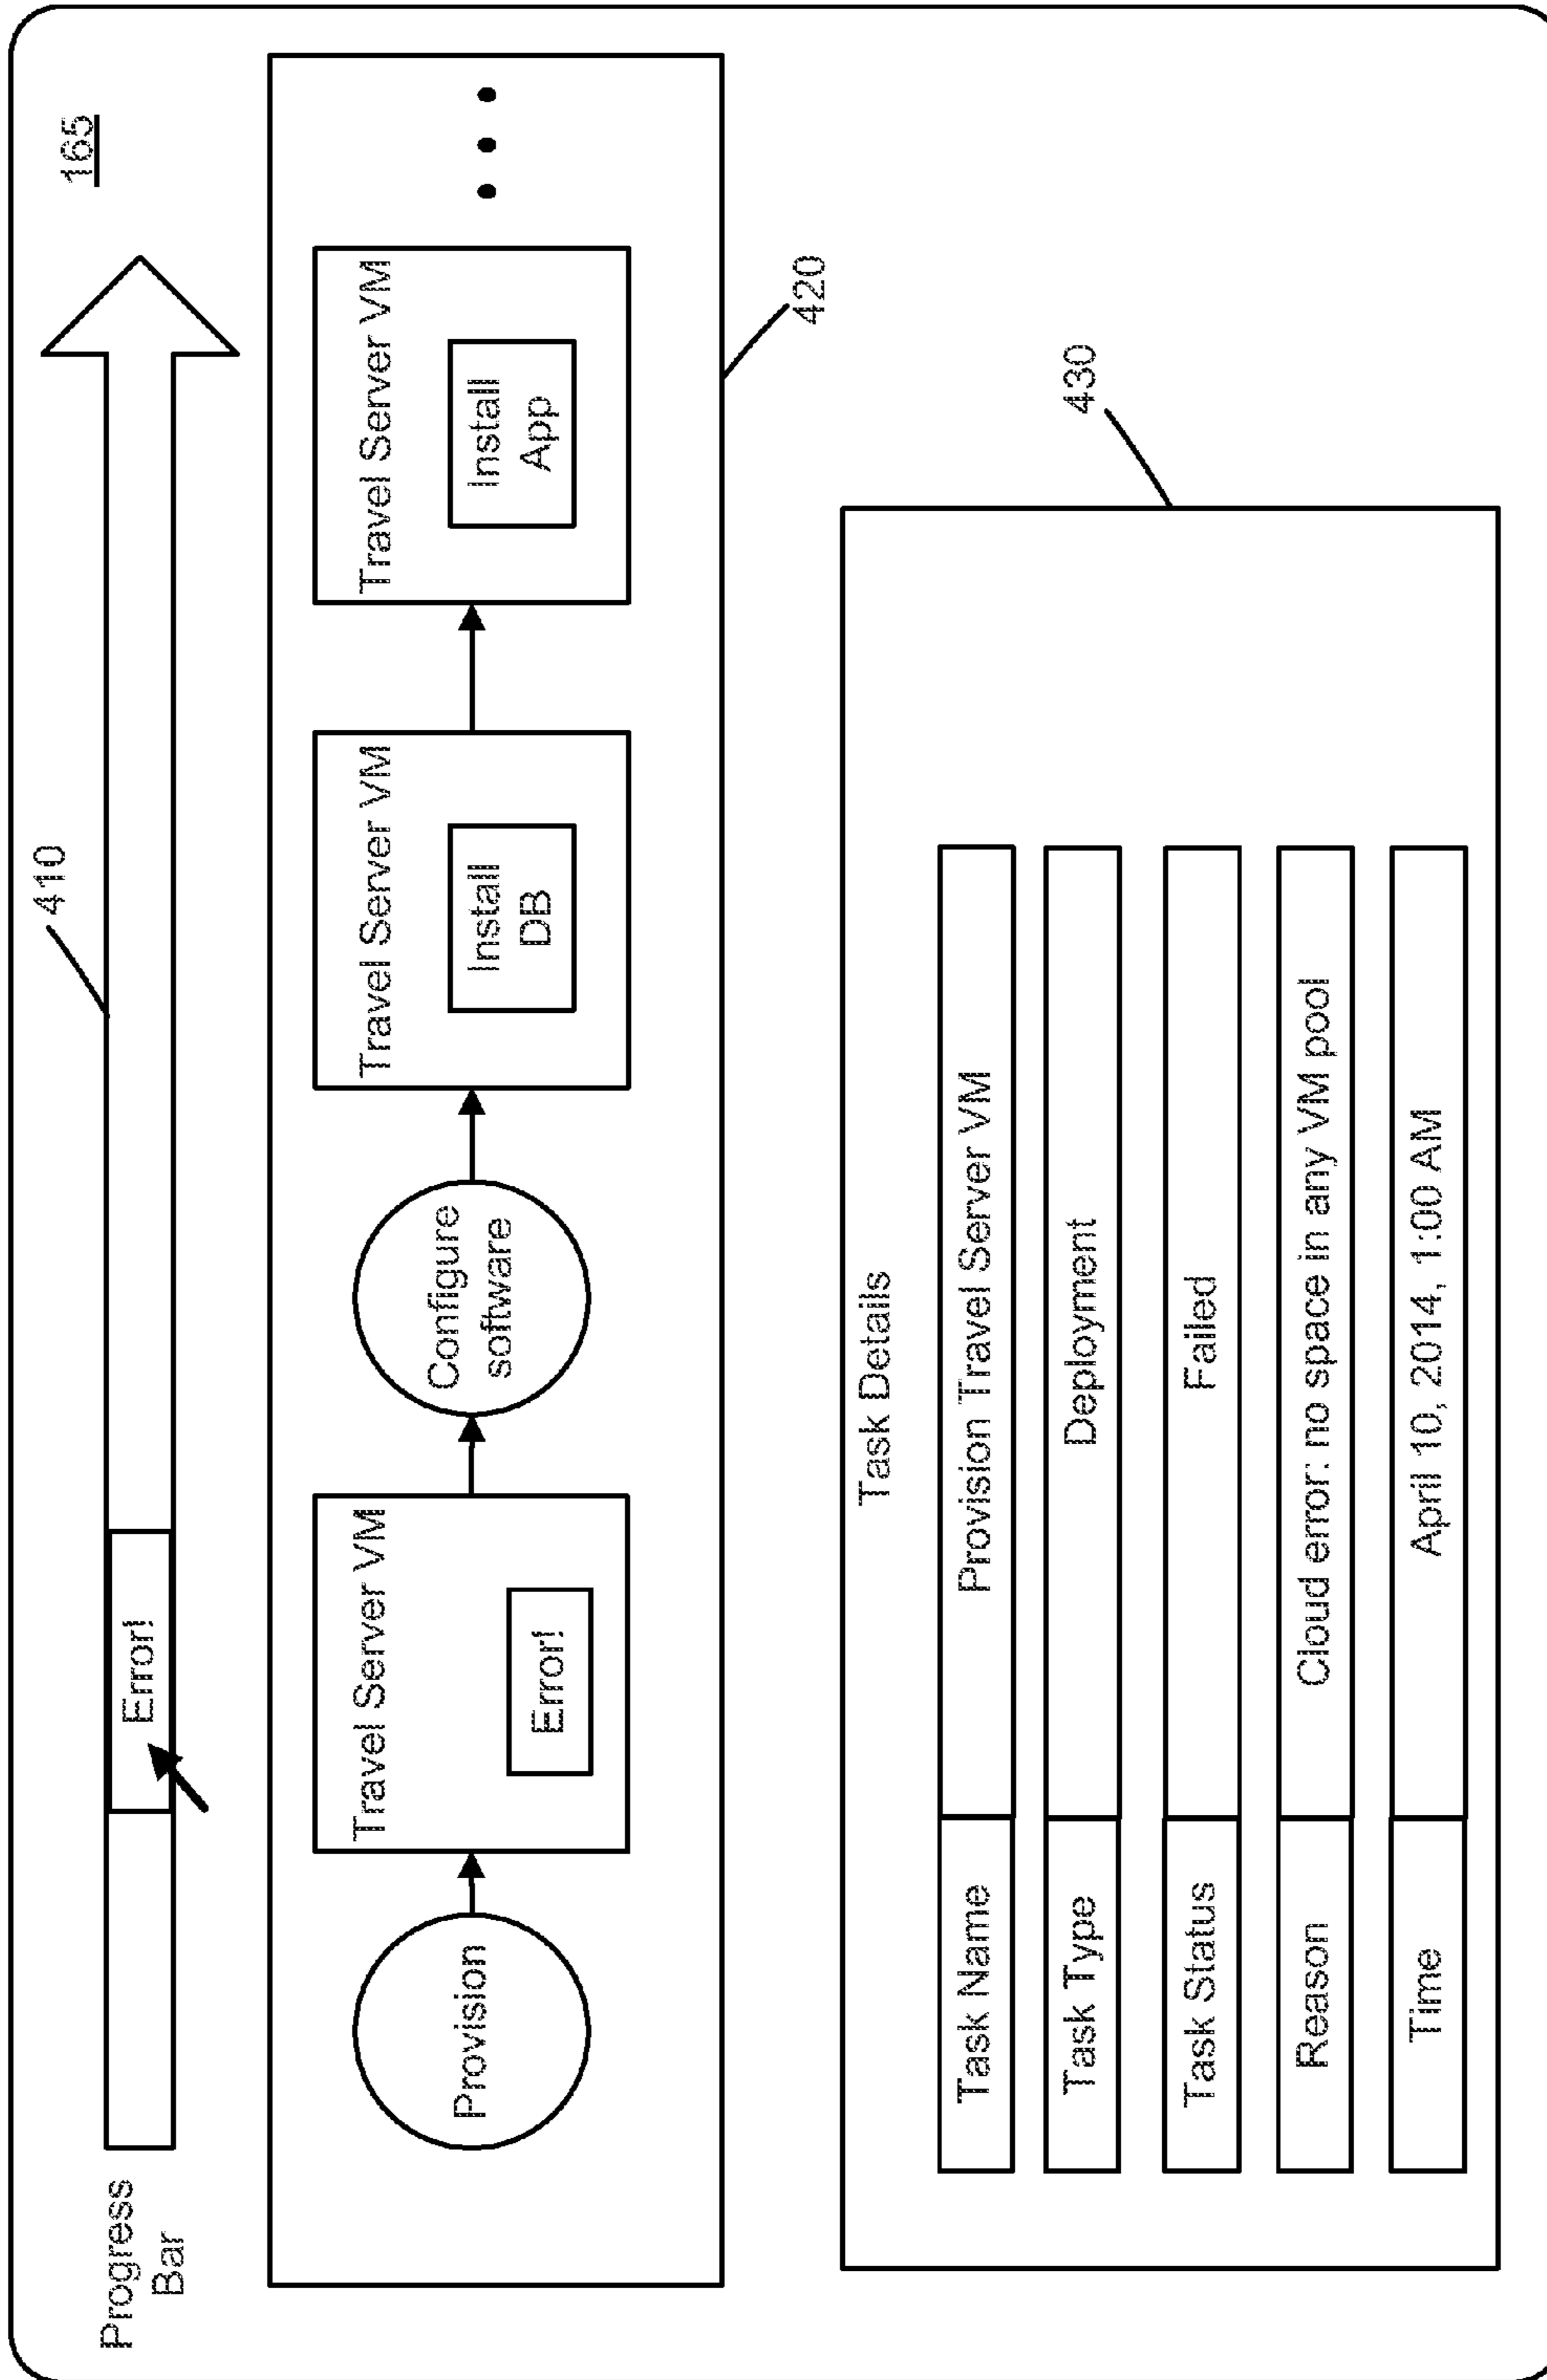 165
410
Progress
Bar
Error!
Provision
Travel Server VM
Error!
Configure
software
Travel Server VM
Install
DB
Travel Server VM
Install
App
420
430
Task Details
Task Name
Provision Travel Server VM
Task Type
Deployment
Task Status
Failed
Reason
Cloud error: no space in any VM pool
Time
April 10, 2014, 1:00 AM